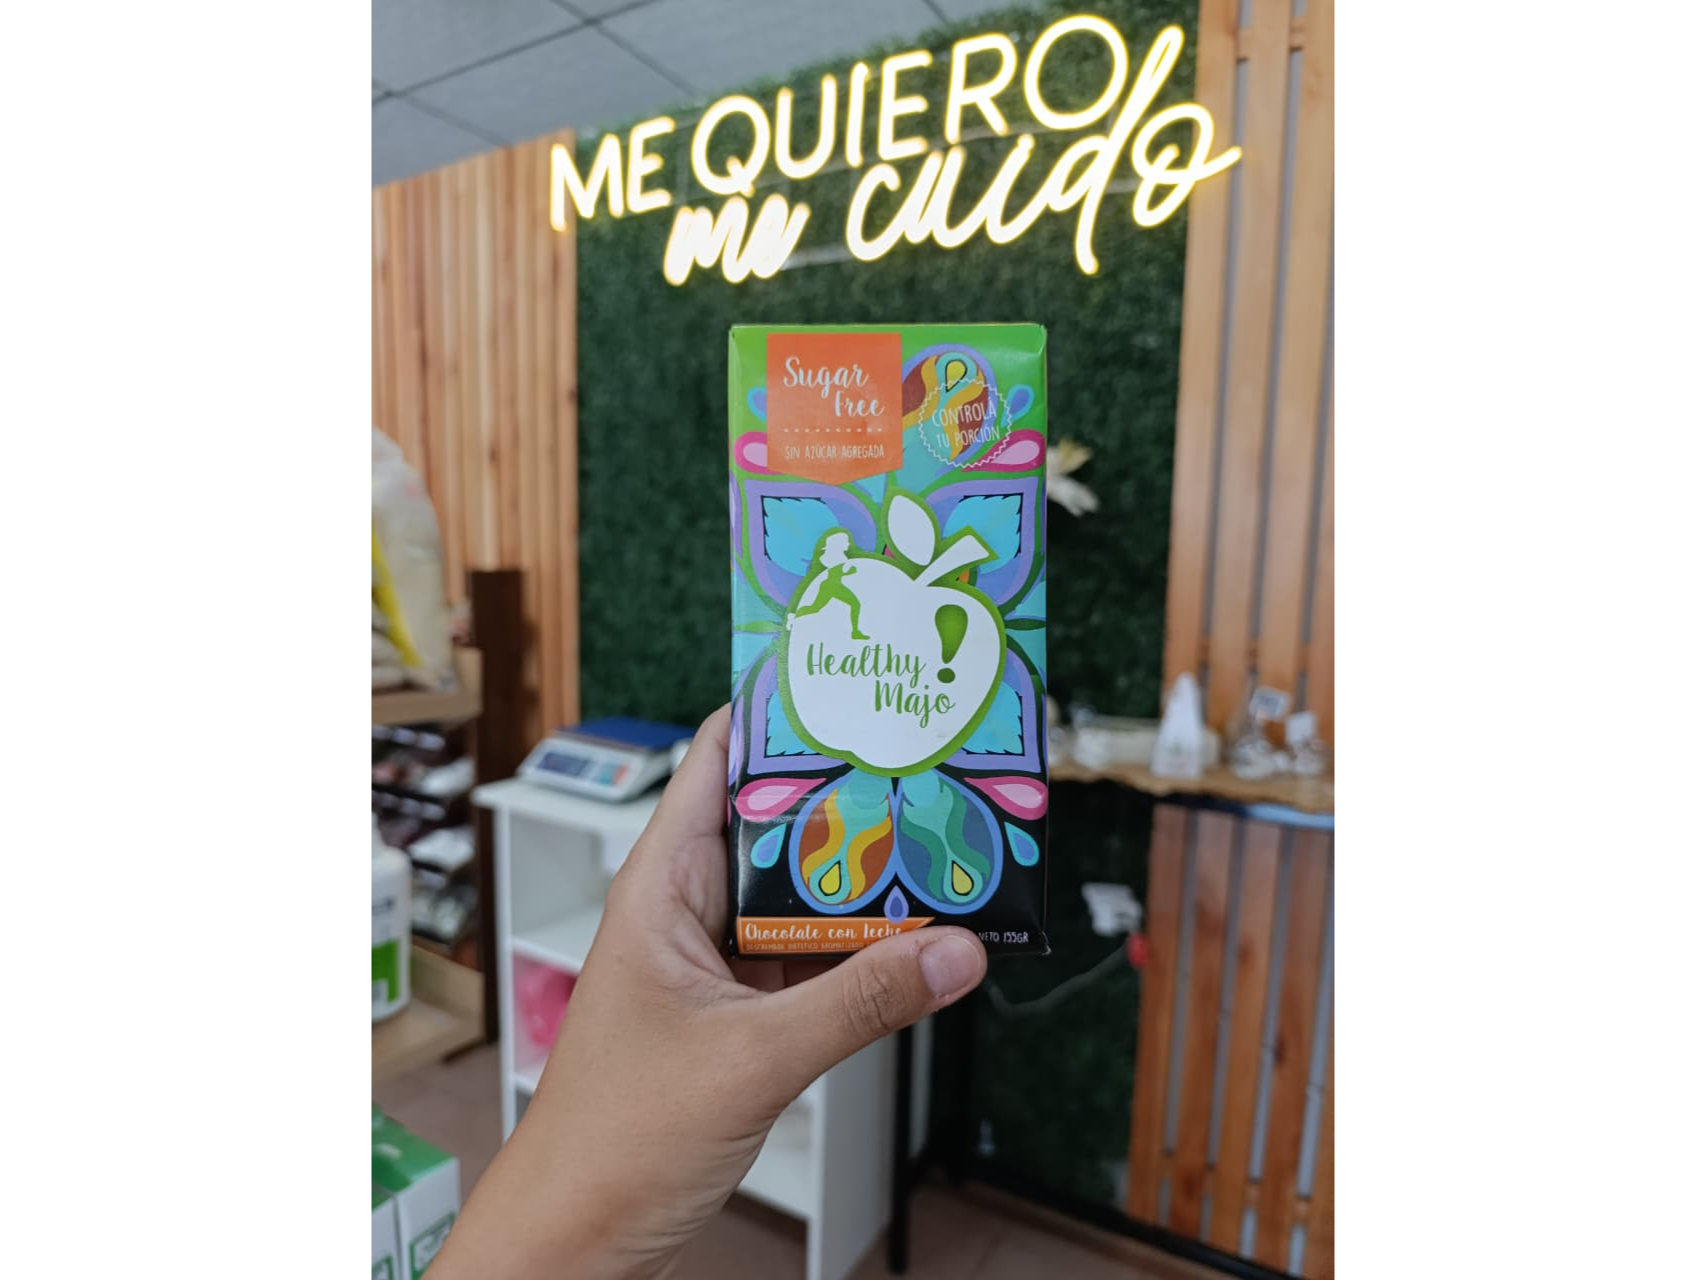 ME QUIERO
me cuido
Sugar
Free
SIN AZÚCAR AGREGADA
CONTROLA
TU PORCIÓN
Healthy
Majo!
Chocolate con leche
NETO 155GR